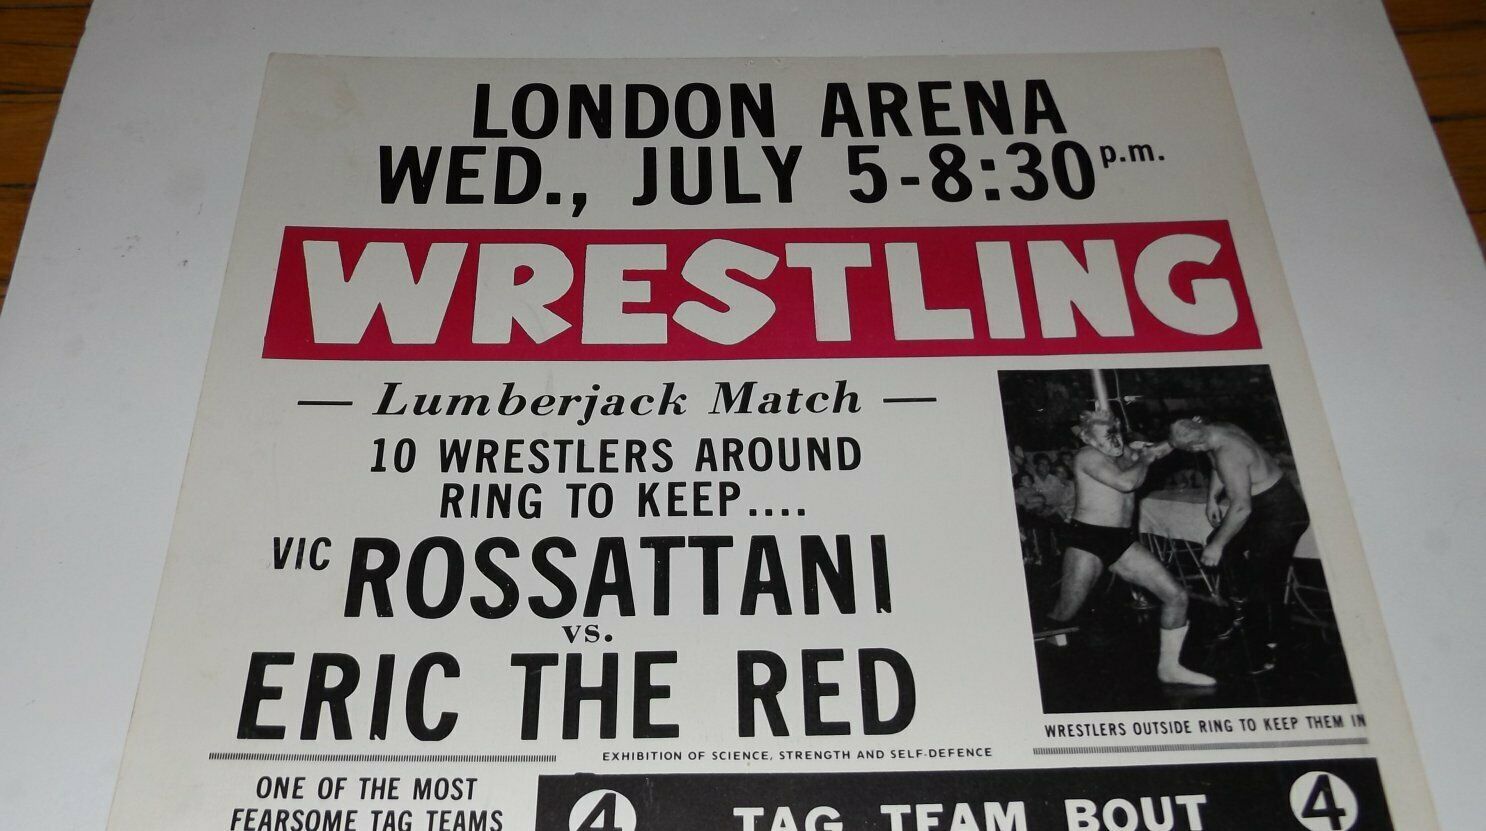 LONDON ARENA
WED., JULY 5-8:30 p.m.
WRESTLING
— Lumberjack Match —
10 WRESTLERS AROUND
RING TO KEEP....
VIC ROSSATTANI
vs.
ERIC THE RED
WRESTLERS OUTSIDE RING TO KEEP THEM IN
EXHIBITION OF SCIENCE, STRENGTH AND SELF-DEFENCE
ONE OF THE MOST
FEARSOME TAG TEAMS
4 TAG TEAM BOUT 4